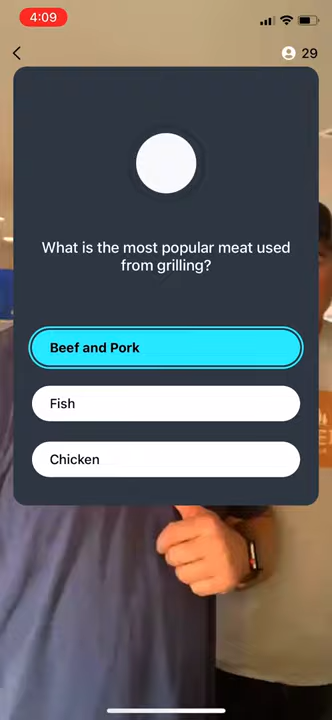 4:09
29
What is the most popular meat used
from grilling?
Beef and Pork
Fish
Chicken